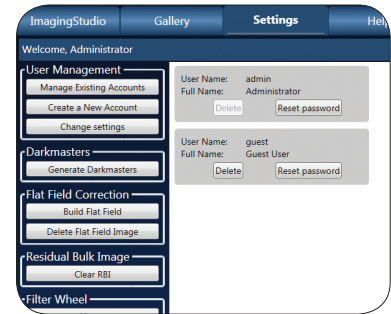 ImagingStudio Gallery Settings Hel
Welcome, Administrator
User Management
Manage Existing Accounts
Create a New Account
Change settings
Darkmasters
Generate Darkmasters
Flat Field Correction
Build Flat Field
Delete Flat Field Image
Residual Bulk Image
Clear RBI
Filter Wheel
User Name: admin
Full Name: Administrator
Delete Reset password
User Name: guest
Full Name: Guest User
Delete Reset password